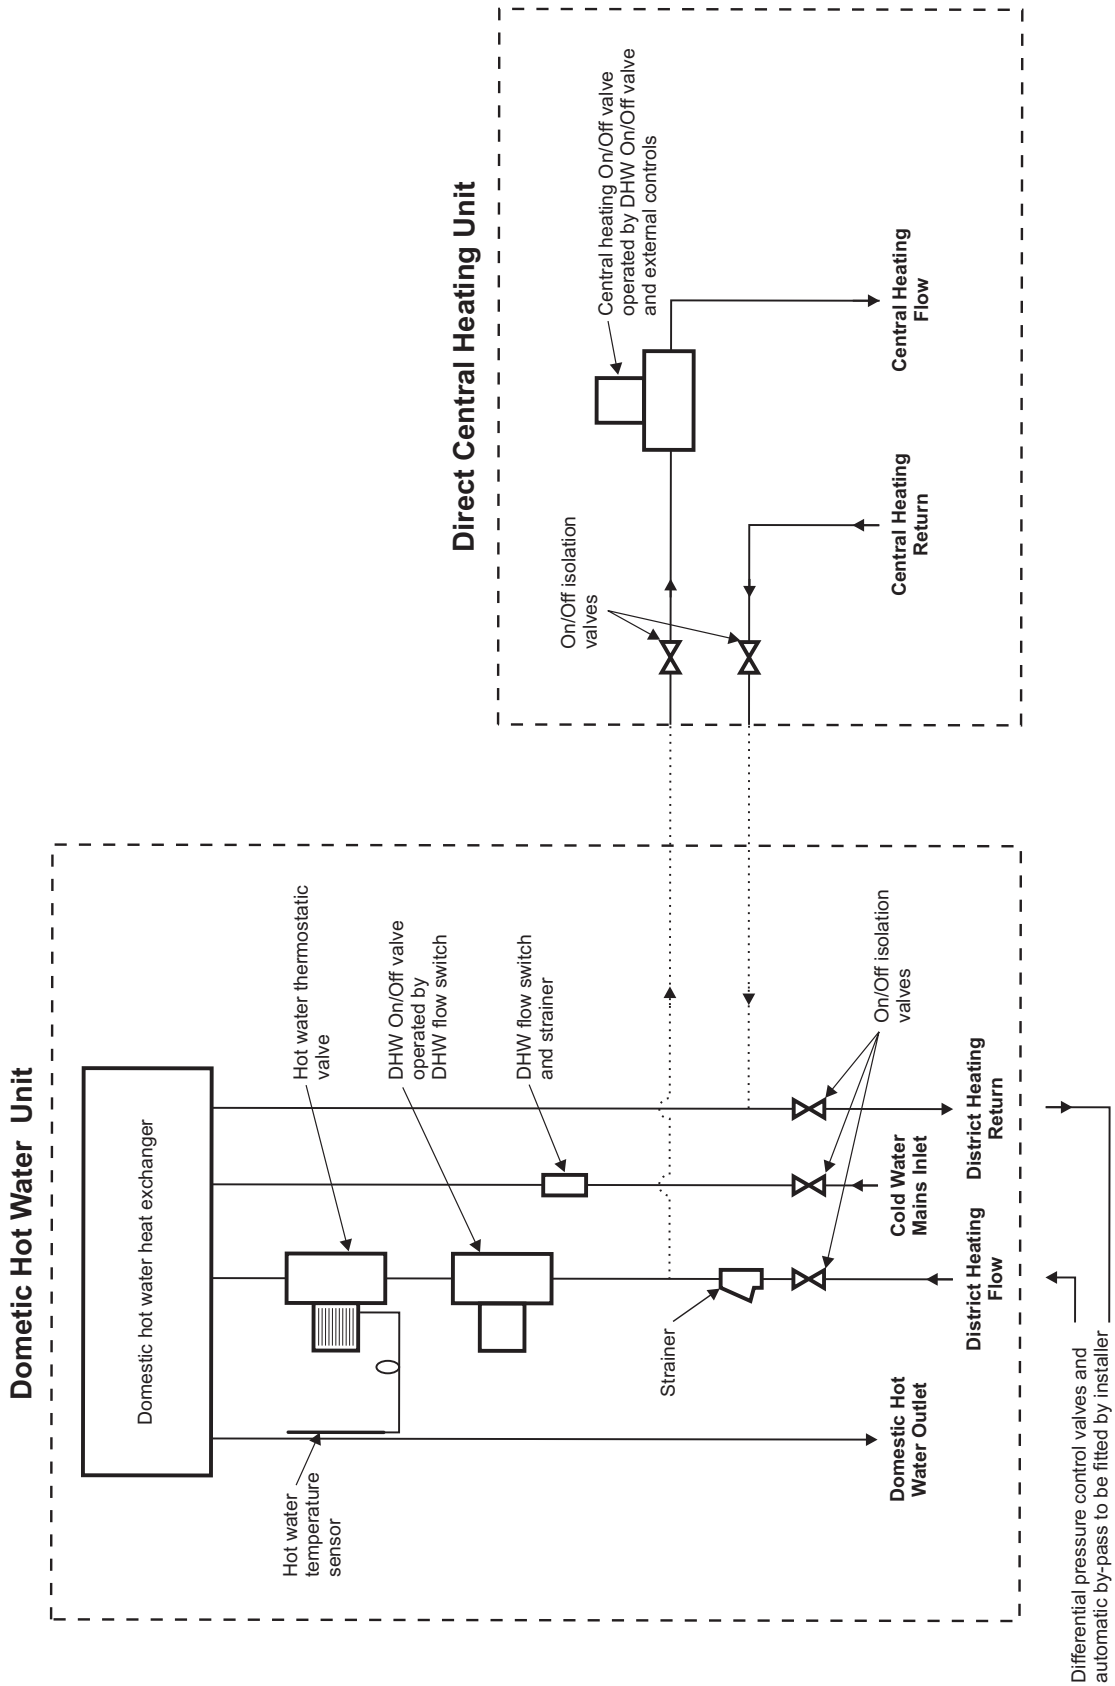 Dometic Hot Water Unit
Domestic hot water heat exchanger
Hot water
temperature
sensor
Hot water thermostatic
valve
DHW On/Off valve
operated by
DHW flow switch
DHW flow switch
and strainer
Strainer
On/Off isolation
valves
Domestic Hot
Water Outlet
District Heating
Flow
Cold Water
Mains Inlet
District Heating
Return
Differential pressure control valves and
automatic by-pass to be fitted by installer
Direct Central Heating Unit
On/Off isolation
valves
Central heating On/Off valve
operated by DHW On/Off valve
and external controls
Central Heating
Return
Central Heating
Flow